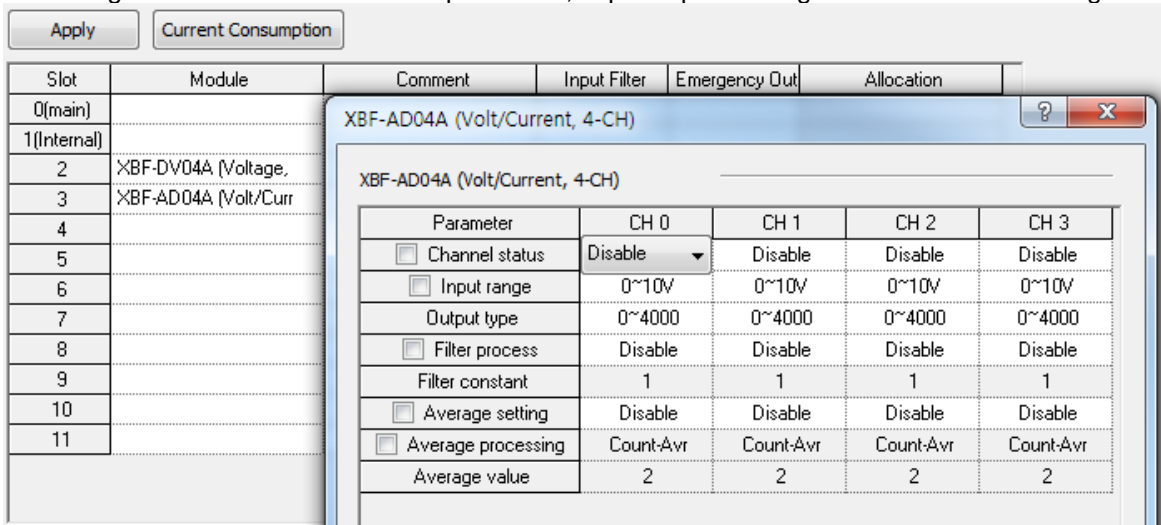 Apply Current Consumption
Slot Module Comment Input Filter Emergency Out Allocation
0(main)
1(Internal)
2 XBF-DV04A (Voltage,
3 XBF-AD04A (Volt/Curr
4
5
6
7
8
9
10
11
XBF-AD04A (Volt/Current, 4-CH)
XBF-AD04A (Volt/Current, 4-CH)
Parameter CH 0 CH 1 CH 2 CH 3
Channel status Disable Disable Disable Disable
Input range 0~10V 0~10V 0~10V 0~10V
Output type 0~4000 0~4000 0~4000 0~4000
Filter process Disable Disable Disable Disable
Filter constant 1 1 1 1
Average setting Disable Disable Disable Disable
Average processing Count-Avr Count-Avr Count-Avr Count-Avr
Average value 2 2 2 2